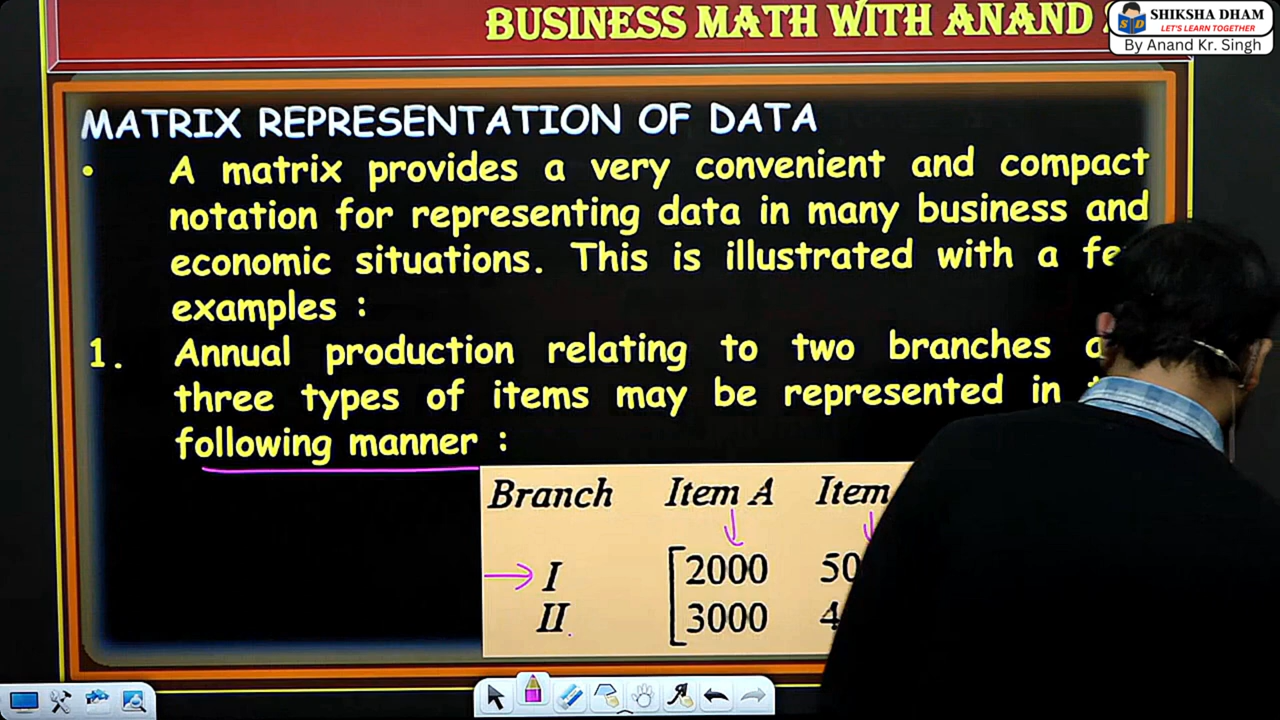 BUSINESS MATH WITH ANAND
SHIKSHA DHAM
LET'S LEARN TOGETHER
By Anand Kr. Singh
MATRIX REPRESENTATION OF DATA
• A matrix provides a very convenient and compact
notation for representing data in many business and
economic situations. This is illustrated with a
examples :
1. Annual production relating to two branches
three types of items may be represented in
following manner :
Branch Item A Item
I 2000
II 3000